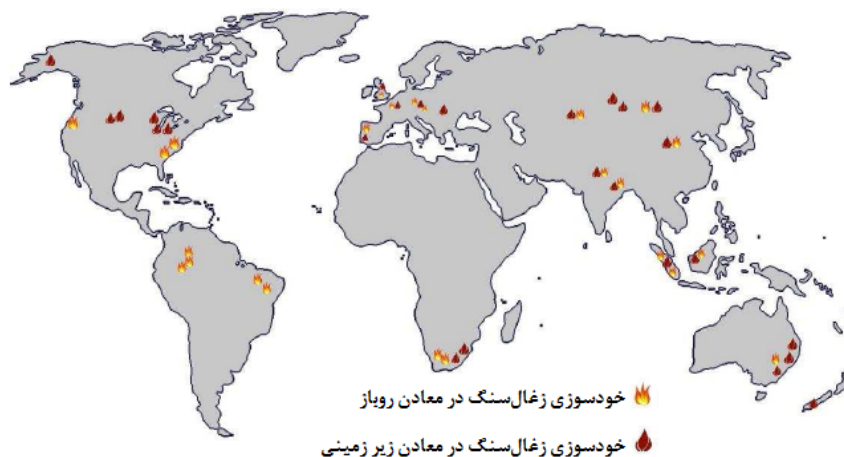 خودسوزی زغال‌سنگ در معادن روباز
خودسوزی زغال‌سنگ در معادن زیر زمینی